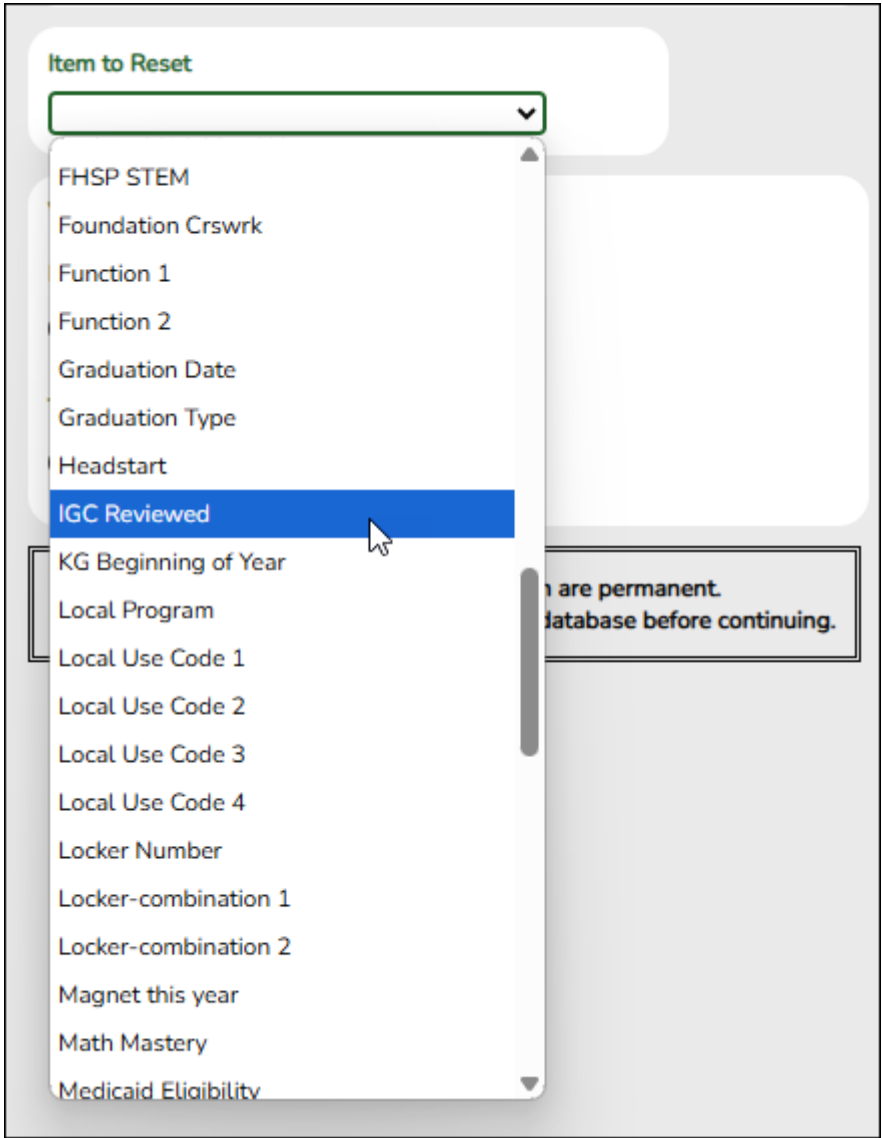 Item to Reset
FHSP STEM
Foundation Crswrk
Function 1
Function 2
Graduation Date
Graduation Type
Headstart
IGC Reviewed
KG Beginning of Year
are permanent.
Local Program
database before continuing.
Local Use Code 1
Local Use Code 2
Local Use Code 3
Local Use Code 4
Locker Number
Locker-combination 1
Locker-combination 2
Magnet this year
Math Mastery
Medicaid Eligibility